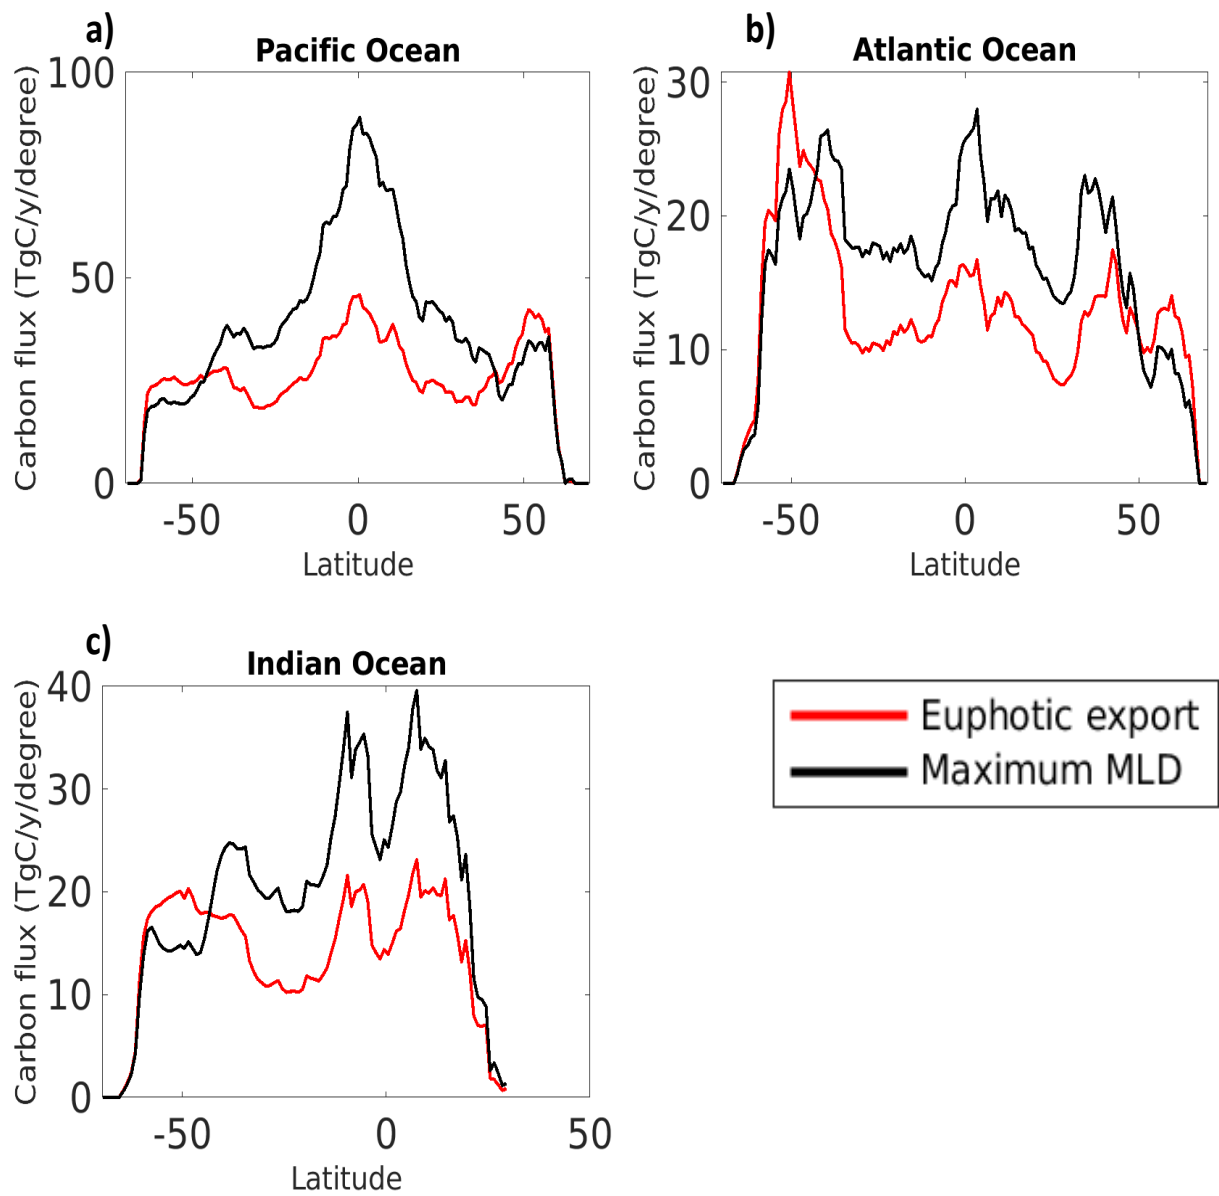 a)
Pacific Ocean
Carbon flux (TgC/y/degree)
100
50
0
-50 0 50
Latitude
b)
Atlantic Ocean
Carbon flux (TgC/y/degree)
30
20
10
0
-50 0 50
Latitude
c)
Indian Ocean
Carbon flux (TgC/y/degree)
40
30
20
10
0
-50 0 50
Latitude
Euphotic export
Maximum MLD